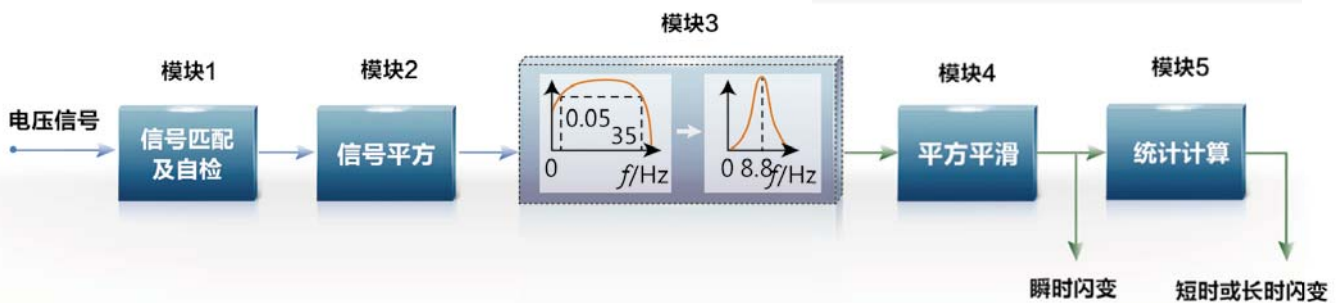 模块3
模块1
模块2
模块4
模块5
电压信号
信号匹配
及自检
信号平方
0.05
35
0
f/Hz
0 8.8 f/Hz
平方平滑
统计计算
瞬时闪变
短时或长时闪变